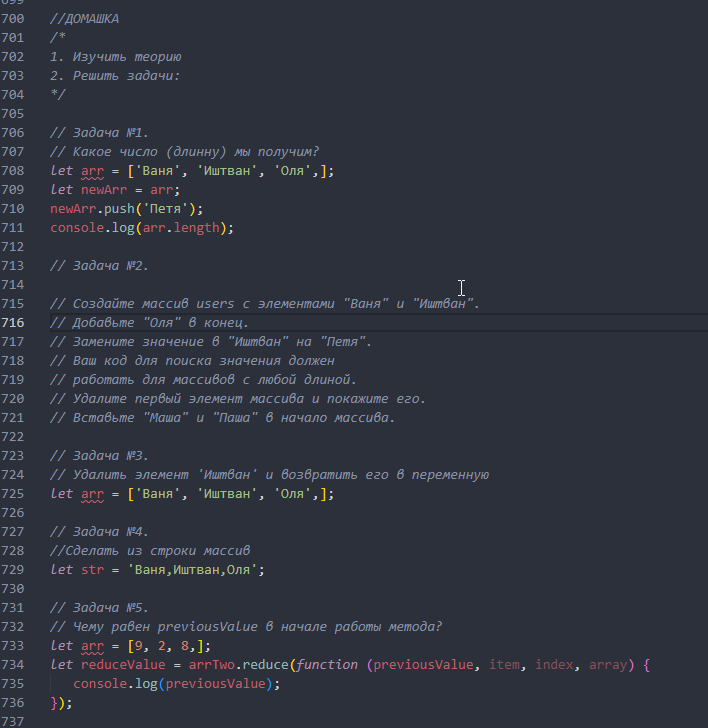 700 //ДОМАШКА
701 /*
702 1. Изучить теорию
703 2. Решить задачи:
704 */
705
706 // Задача №1.
707 // Какое число (длинну) мы получим?
708 let arr = ['Ваня', 'Иштван', 'Оля',];
709 let newArr = arr;
710 newArr.push('Петя');
711 console.log(arr.length);
712
713 // Задача №2.
714
715 // Создайте массив users с элементами "Ваня" и "Иштван".
716 // Добавьте "Оля" в конец.
717 // Замените значение в "Иштван" на "Петя".
718 // Ваш код для поиска значения должен
719 // работать для массивов с любой длиной.
720 // Удалите первый элемент массива и покажите его.
721 // Вставьте "Маша" и "Паша" в начало массива.
722
723 // Задача №3.
724 // Удалить элемент 'Иштван' и возвратить его в переменную
725 let arr = ['Ваня', 'Иштван', 'Оля',];
726
727 // Задача №4.
728 //Сделать из строки массив
729 let str = 'Ваня,Иштван,Оля';
730
731 // Задача №5.
732 // Чему равен previousValue в начале работы метода?
733 let arr = [9, 2, 8,];
734 let reduceValue = arrTwo.reduce(function (previousValue, item, index, array) {
735 console.log(previousValue);
736 });
737